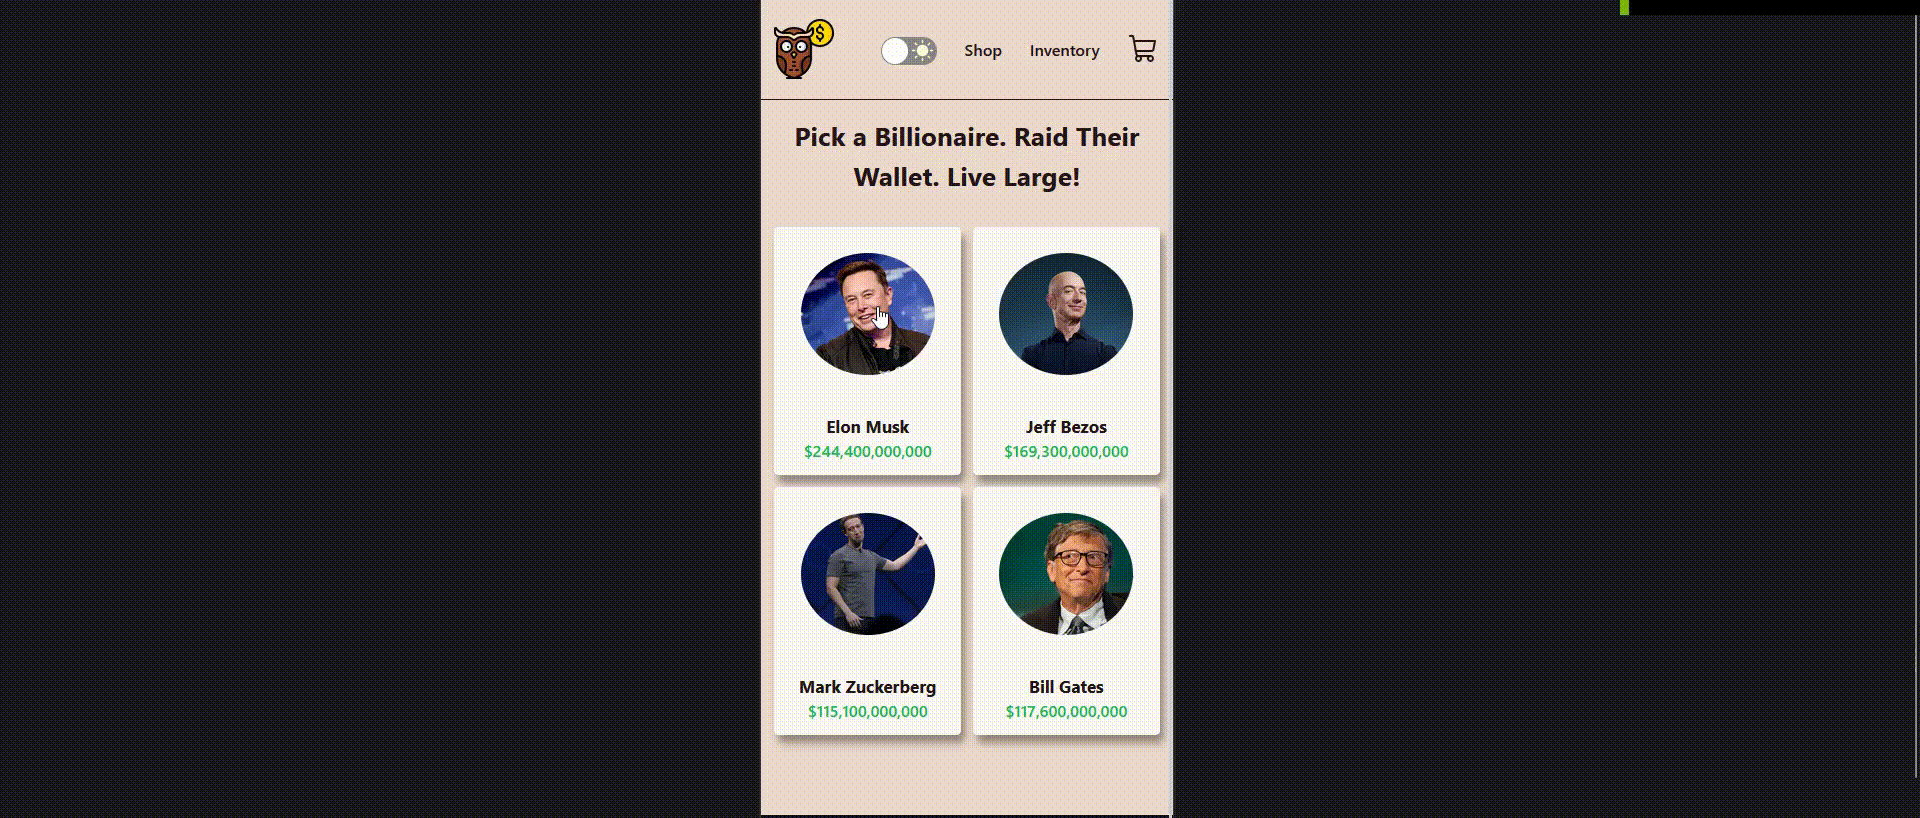 $
Shop
Inventory
Pick a Billionaire. Raid Their
Wallet. Live Large!
Elon Musk
$244,400,000,000
Jeff Bezos
$169,300,000,000
Mark Zuckerberg
$115,100,000,000
Bill Gates
$117,600,000,000